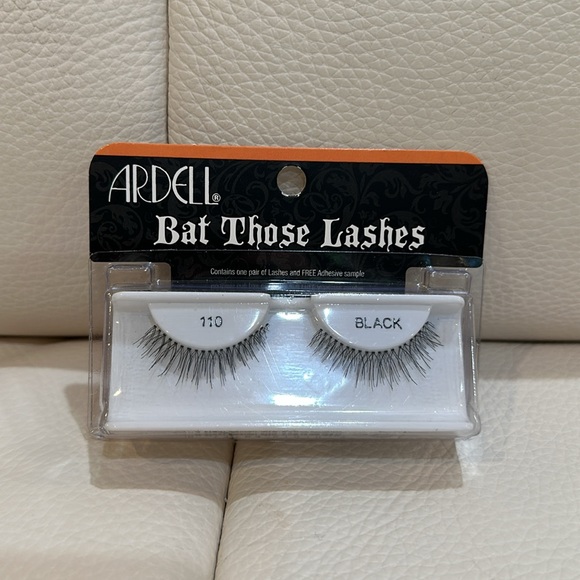 ARDELL®
Bat Those Lashes
Contains one pair of Lashes and FREE Adhesive sample
110
BLACK